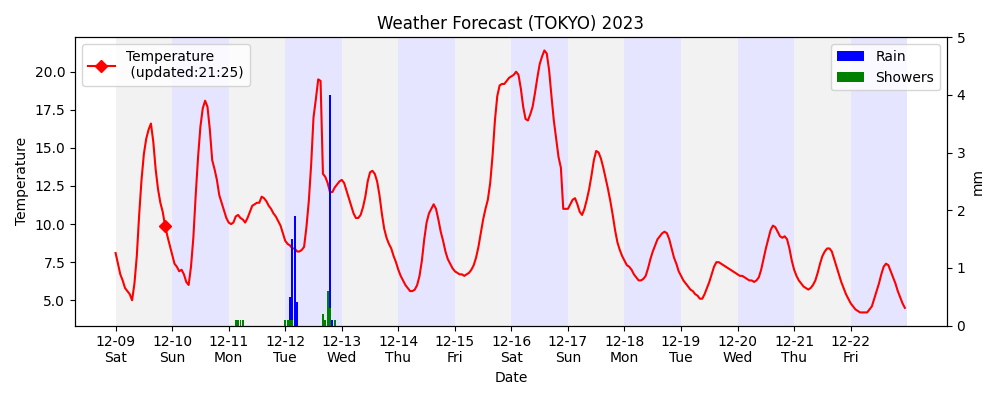 Weather Forecast (TOKYO) 2023
Temperature
(updated:21:25)
Rain
Showers
Temperature
20.0
17.5
15.0
12.5
10.0
7.5
5.0
5
4
3
2
1
0
mm
12-09 12-10 12-11 12-12 12-13 12-14 12-15 12-16 12-17 12-18 12-19 12-20 12-21 12-22
Sat Sun Mon Tue Wed Thu Fri Sat Sun Mon Tue Wed Thu Fri
Date